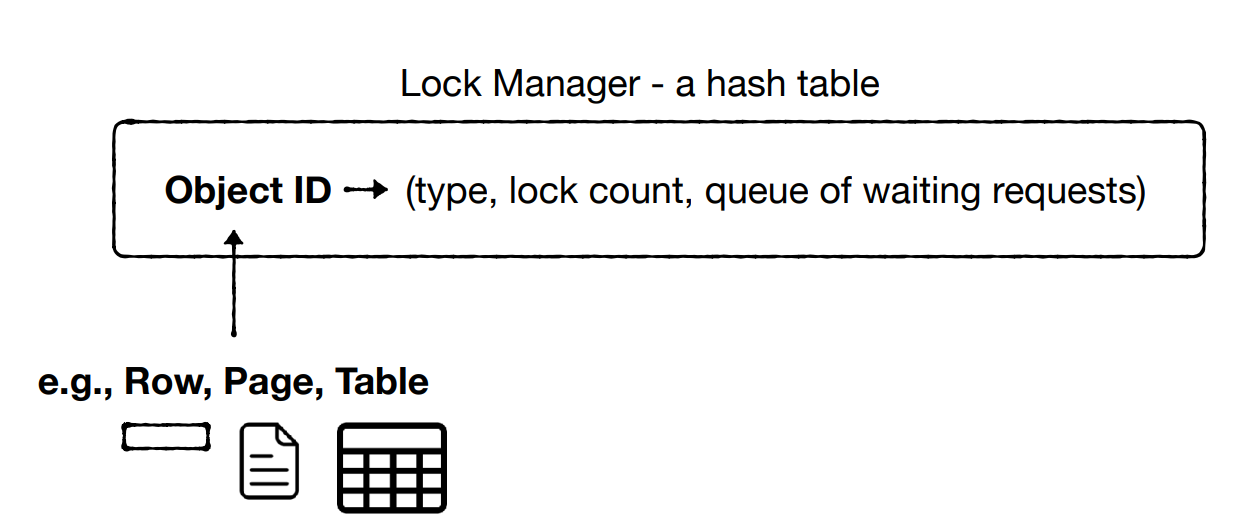 Lock Manager - a hash table
Object ID → (type, lock count, queue of waiting requests)
e.g., Row, Page, Table